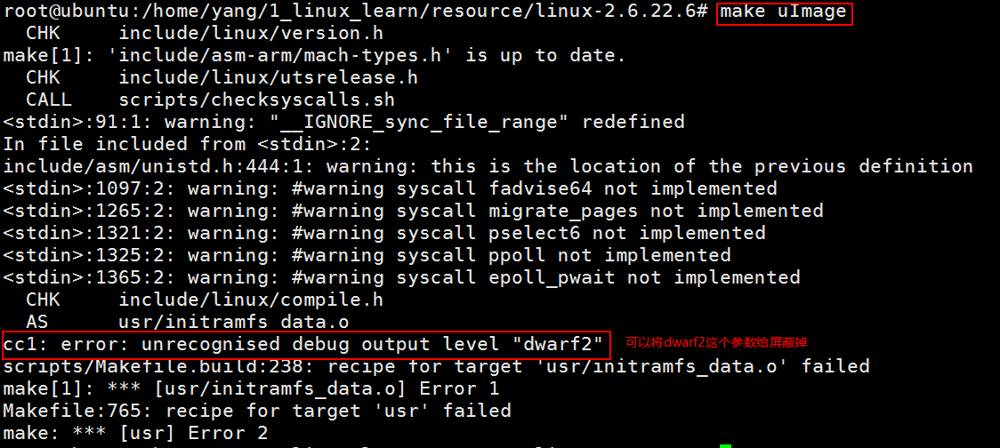 root@ubuntu:/home/yang/1_linux_learn/resource/linux-2.6.22.6# make uImage
CHK include/linux/version.h
make[1]: 'include/asm-arm/mach-types.h' is up to date.
CHK include/linux/utsrelease.h
CALL scripts/checksyscalls.sh
<stdin>:91:1: warning: "__IGNORE_sync_file_range" redefined
In file included from <stdin>:2:
include/asm/unistd.h:444:1: warning: this is the location of the previous definition
<stdin>:1097:2: warning: #warning syscall fadvise64 not implemented
<stdin>:1265:2: warning: #warning syscall migrate_pages not implemented
<stdin>:1321:2: warning: #warning syscall pselect6 not implemented
<stdin>:1325:2: warning: #warning syscall ppoll not implemented
<stdin>:1365:2: warning: #warning syscall epoll_pwait not implemented
CHK include/linux/compile.h
AS usr/initramfs_data.o
cc1: error: unrecognised debug output level "dwarf2" 可以将dwarf2这个参数给屏蔽掉
scripts/Makefile.build:238: recipe for target 'usr/initramfs_data.o' failed
make[1]: *** [usr/initramfs_data.o] Error 1
Makefile:765: recipe for target 'usr' failed
make: *** [usr] Error 2